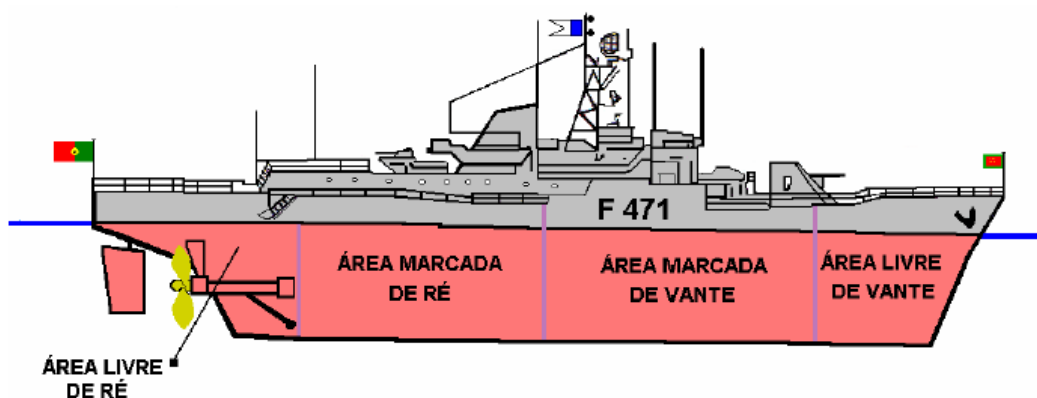 F 471
ÁREA MARCADA
DE RÉ
ÁREA MARCADA
DE VANTE
ÁREA LIVRE
DE VANTE
ÁREA LIVRE
DE RÉ